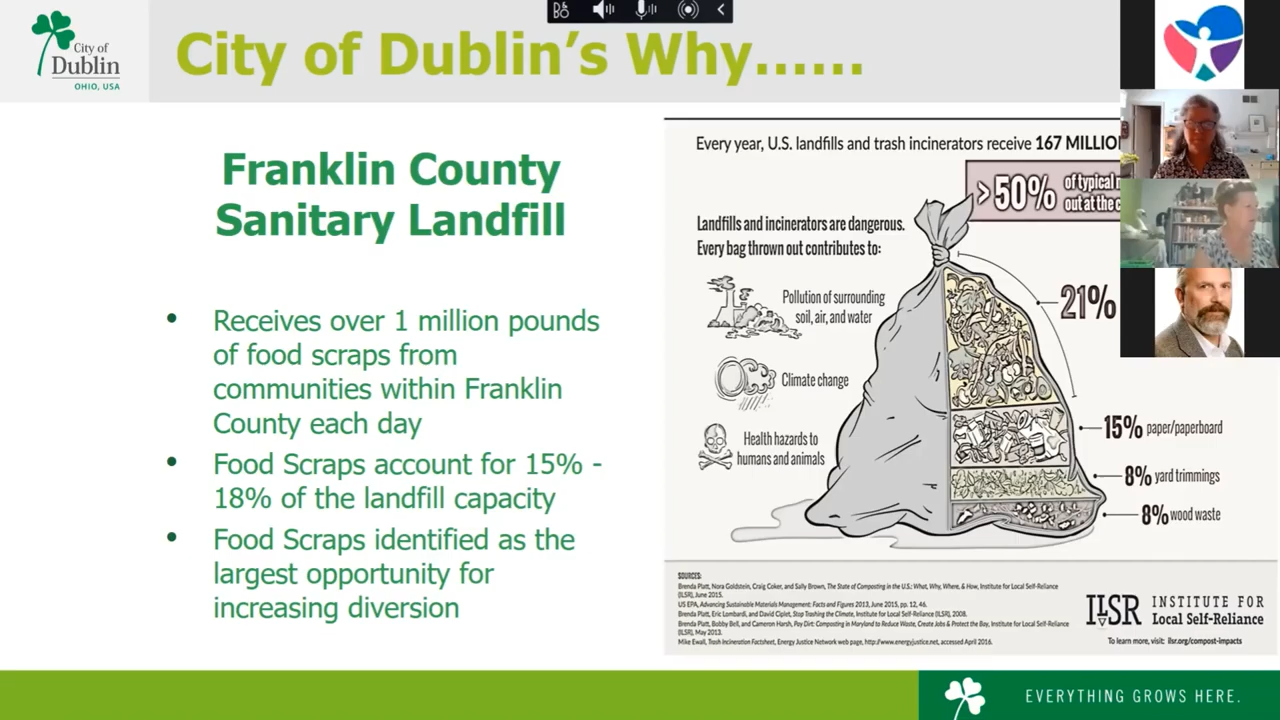 City of
Dublin
OHIO, USA
City of Dublin's Why......
Franklin County
Sanitary Landfill
• Receives over 1 million pounds
of food scraps from
communities within Franklin
County each day
• Food Scraps account for 15% -
18% of the landfill capacity
• Food Scraps identified as the
largest opportunity for
increasing diversion
Every year, U.S. landfills and trash incinerators receive 167
> 50% of typical
out at the
Landfills and incinerators are dangerous.
Every bag thrown out contributes to:
Pollution of surrounding
soil, air, and water
Climate change
Health hazards to
humans and animals
21%
15% paper/paperboard
8% yard trimmings
8% wood waste
SOURCES:
Brenda Platt, Nora Goldstein, Craig Coker, and Sally Brown, The State of Composting in the U.S.: What, Why, Where, & How, Institute for Local Self-Reliance
(ILSR), June 2015.
US EPA, Advancing Sustainable Materials Management: Facts and Figures 2013, June 2015, pp. 12, 46.
Brenda Platt, Eric Lombardi, and David Ciplet, Stop Trashing the Climate, Institute for Local Self-Reliance (ILSR), 2008.
Brenda Platt, Bobby Bell, and Cameron Harsh, Pay Dirt: Composting in Maryland to Reduce Waste, Create Jobs & Protect the Bay, Institute for Local Self-Reliance
(ILSR), May 2013.
Mike Ewall, Trash Incineration Factsheet, Energy Justice Network web page, http://www.energyjustice.net, accessed April 2016.
ILSR INSTITUTE FOR
Local Self-Reliance
To learn more, visit: ilsr.org/compost-impacts
EVERYTHING GROWS HERE.